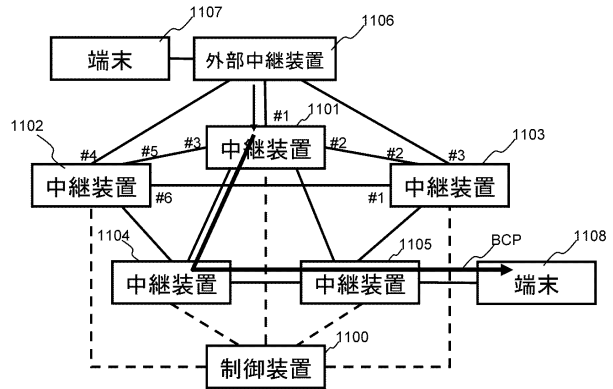 1107
1106
端末
外部中継装置
#1
1101
1102
1103
#4
#5
#3
中継装置
#2
#2
#3
中継装置
#6
#1
中継装置
1104
1105
BCP
1108
中継装置
中継装置
端末
1100
制御装置